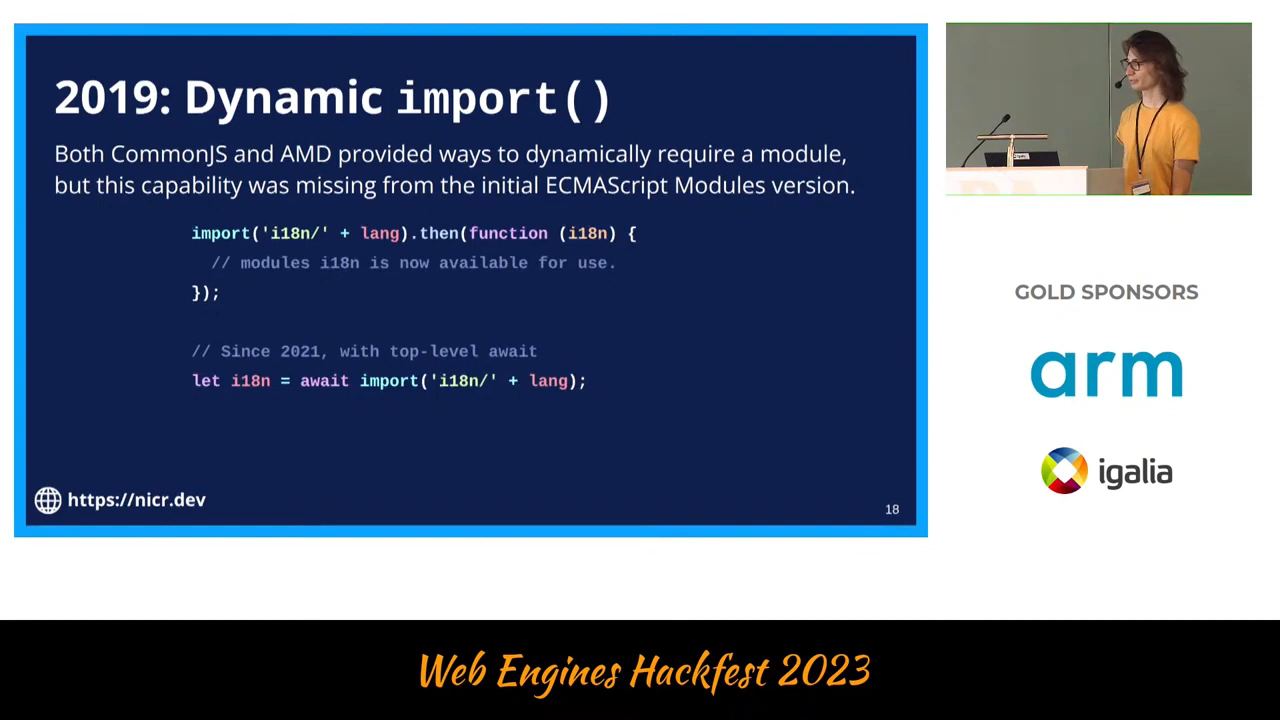 2019: Dynamic import()
Both CommonJS and AMD provided ways to dynamically require a module,
but this capability was missing from the initial ECMAScript Modules version.
import('i18n/' + lang).then(function (i18n) {
// modules i18n is now available for use.
});
// Since 2021, with top-level await
let i18n = await import('i18n/' + lang);
https://nicr.dev
18
GOLD SPONSORS
arm
igalia
Web Engines Hackfest 2023